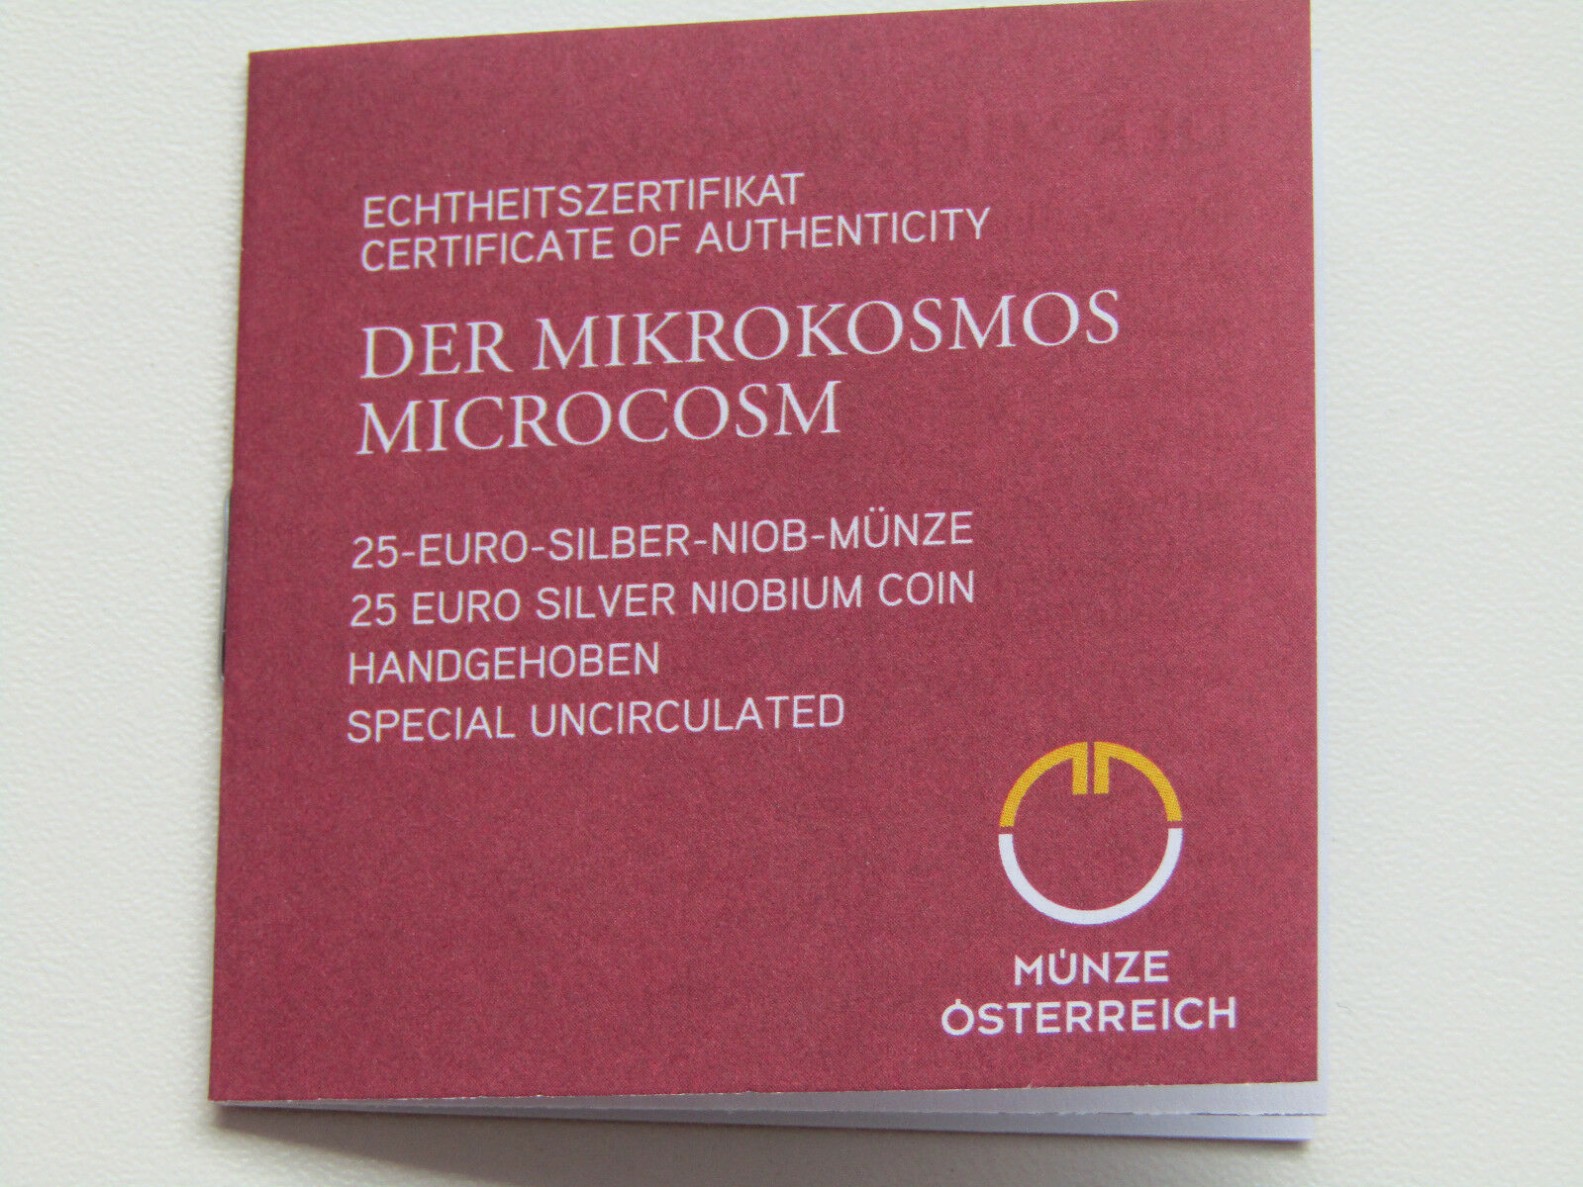 ECHTHEITSZERTIFIKAT
CERTIFICATE OF AUTHENTICITY
DER MIKROKOSMOS
MICROCOSM
25-EURO-SILBER-NIOB-MÜNZE
25 EURO SILVER NIOBIUM COIN
HANDGEHOBEN
SPECIAL UNCIRCULATED
MÜNZE
ÖSTERREICH